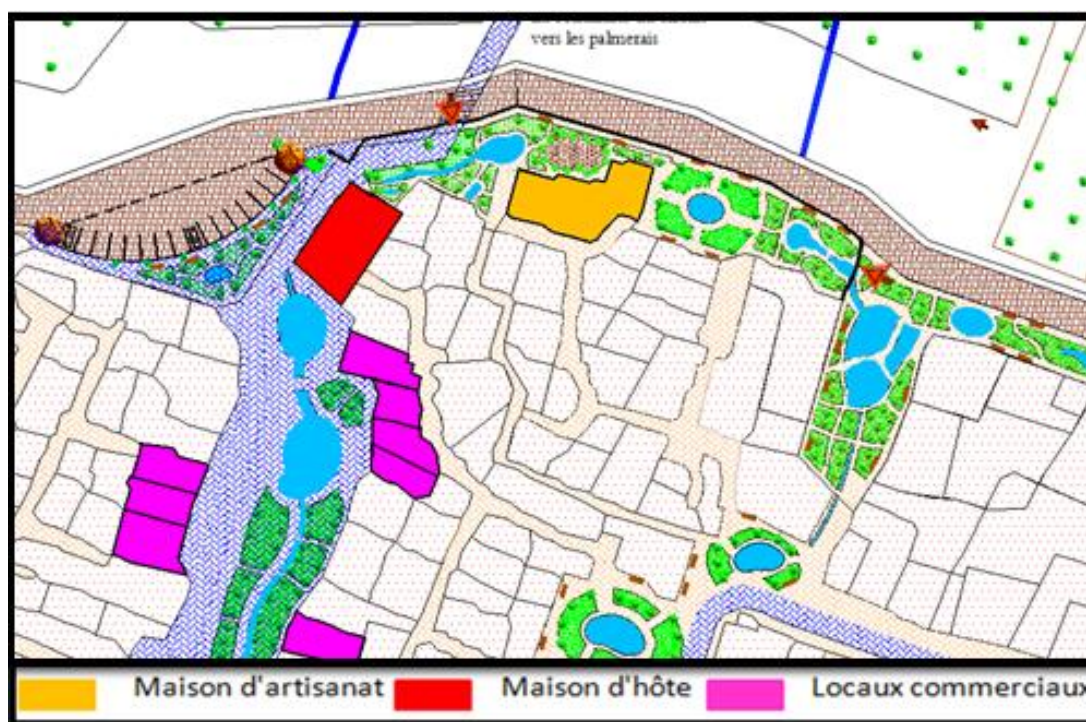 vers les palmerais
Maison d'artisanat
Maison d'hôte
Locaux commerciaux